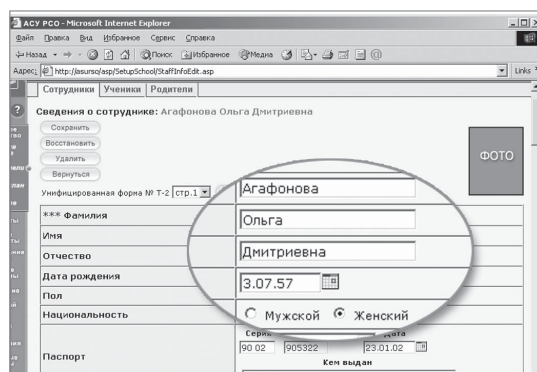 АСУ РСО - Microsoft Internet Explorer
Файл Правка Вид Избранное Сервис Справка
Назад Поиск Избранное Медиа
Адрес: http://asurso/asp/SetupSchool/StaffInfoEdit.asp Links
Сотрудники Ученики Родители
Сведения о сотруднике: Агафонова Ольга Дмитриевна
Сохранить
Восстановить
Удалить
Вернуться
ФОТО
Унифицированная форма № Т-2 стр.1
*** Фамилия Агафонова
Имя Ольга
Отчество Дмитриевна
Дата рождения 3.07.57
Пол Мужской Женский
Национальность
Паспорт
90 02 905322 23.01.02
Кем выдан